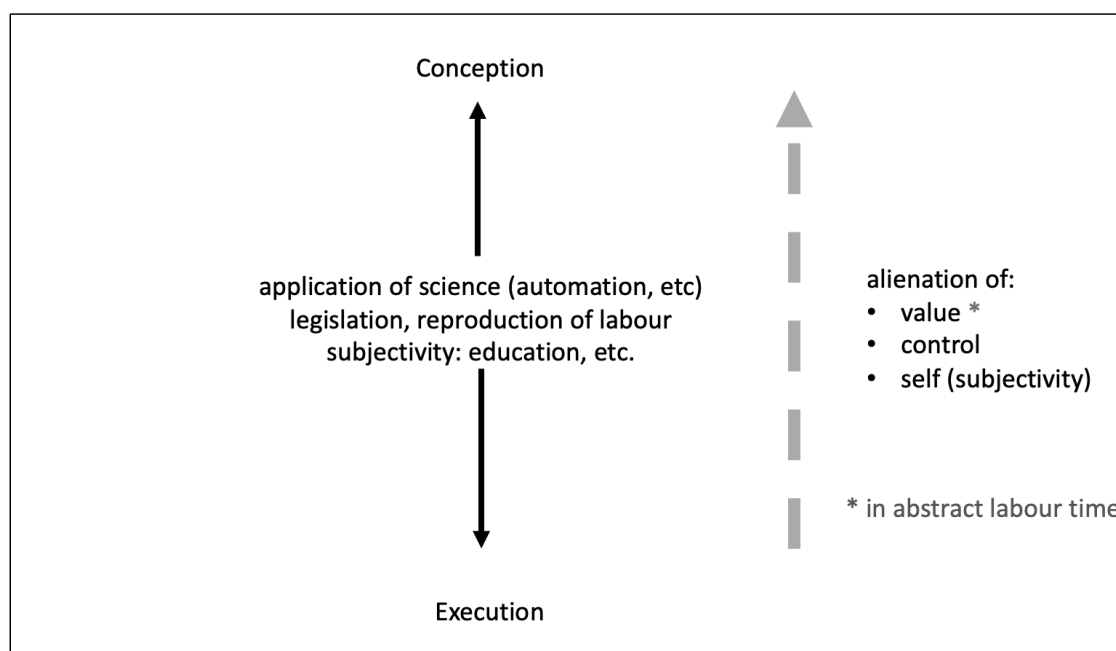 Conception
application of science (automation, etc)
legislation, reproduction of labour
subjectivity: education, etc.
Execution
alienation of:
• value *
• control
• self (subjectivity)
* in abstract labour time